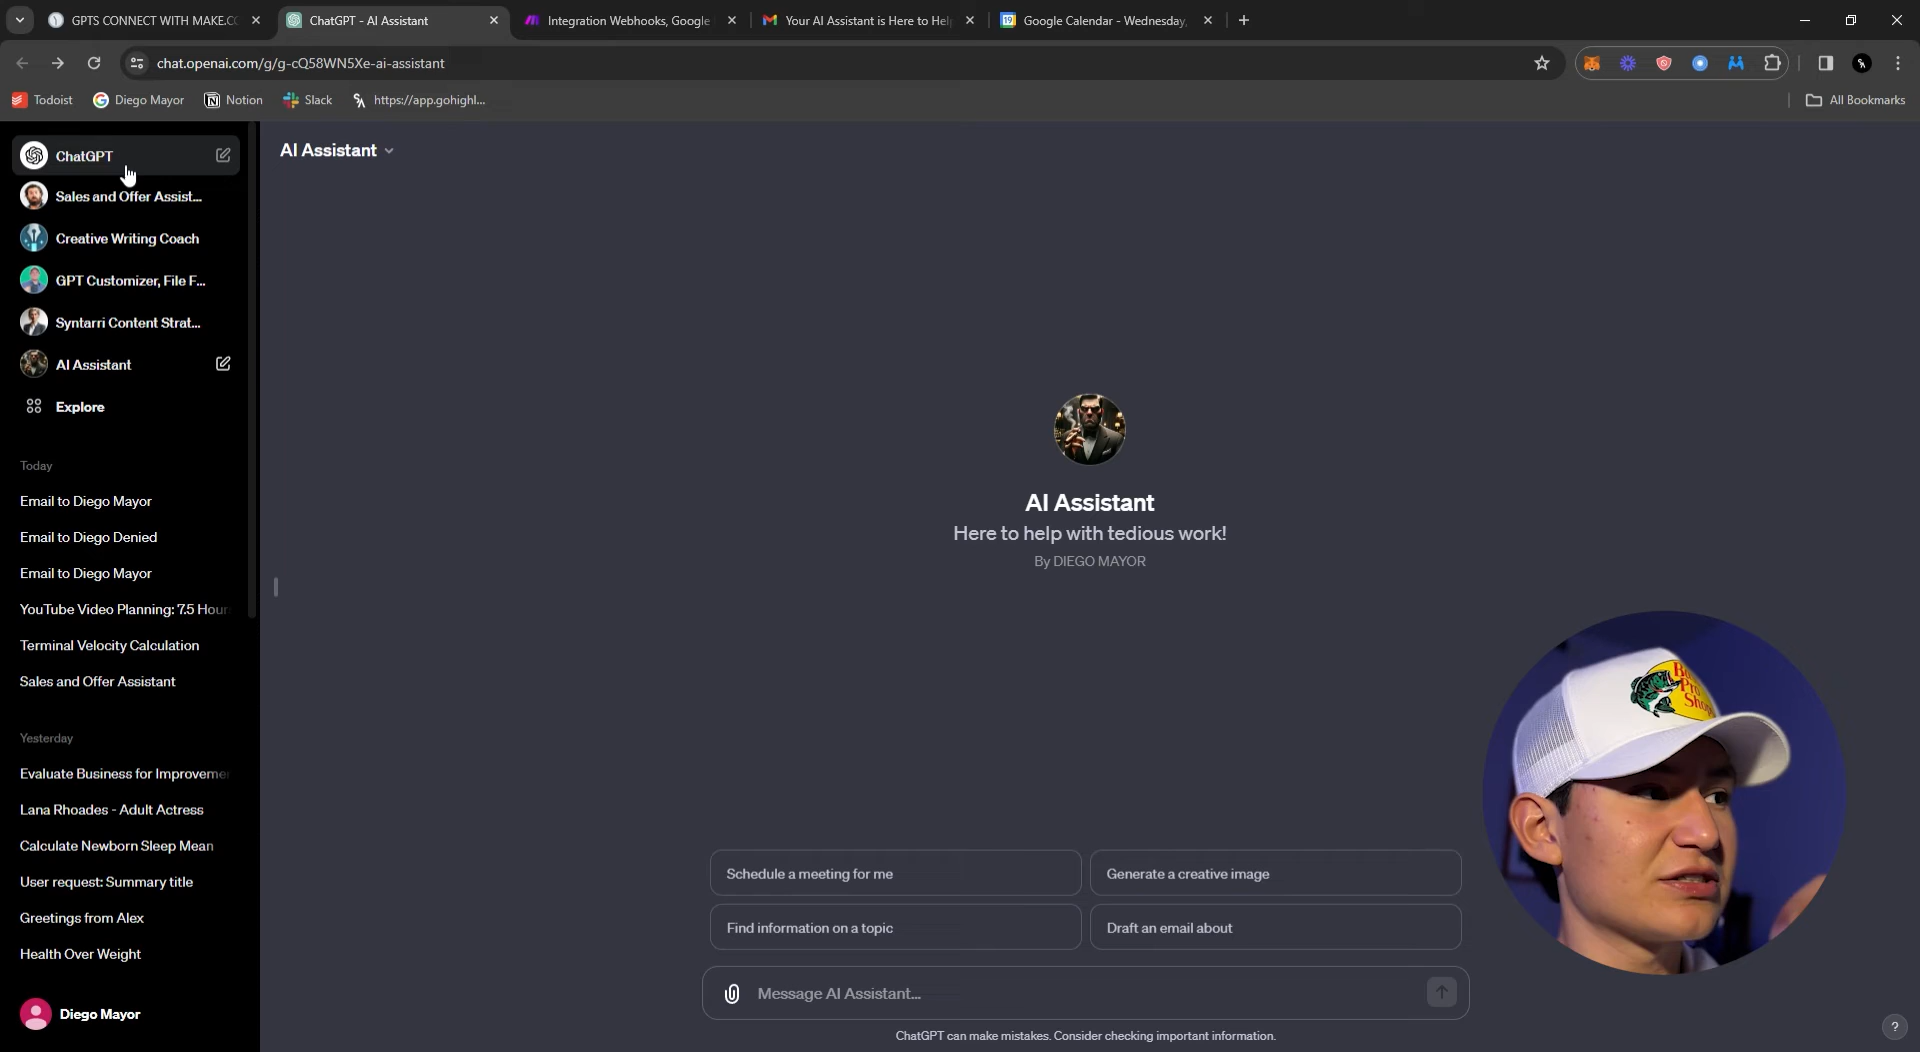 GPTS CONNECT WITH MAKE.CO
ChatGPT - AI Assistant
Integration Webhooks, Google
Your AI Assistant is Here to Help
Google Calendar - Wednesday,
chat.openai.com/g/g-cQ58WN5Xe-ai-assistant
Todoist
Diego Mayor
Notion
Slack
https://app.gohighl...
All Bookmarks
ChatGPT
Sales and Offer Assist...
Creative Writing Coach
GPT Customizer, File F...
Syntarri Content Strat...
AI Assistant
Explore
Today
Email to Diego Mayor
Email to Diego Denied
Email to Diego Mayor
YouTube Video Planning: 7.5 Hour
Terminal Velocity Calculation
Sales and Offer Assistant
Yesterday
Evaluate Business for Improvemen
Lana Rhoades - Adult Actress
Calculate Newborn Sleep Mean
User request: Summary title
Greetings from Alex
Health Over Weight
Diego Mayor
AI Assistant
AI Assistant
Here to help with tedious work!
By DIEGO MAYOR
Schedule a meeting for me
Generate a creative image
Find information on a topic
Draft an email about
Message AI Assistant...
ChatGPT can make mistakes. Consider checking important information.
?
Pro